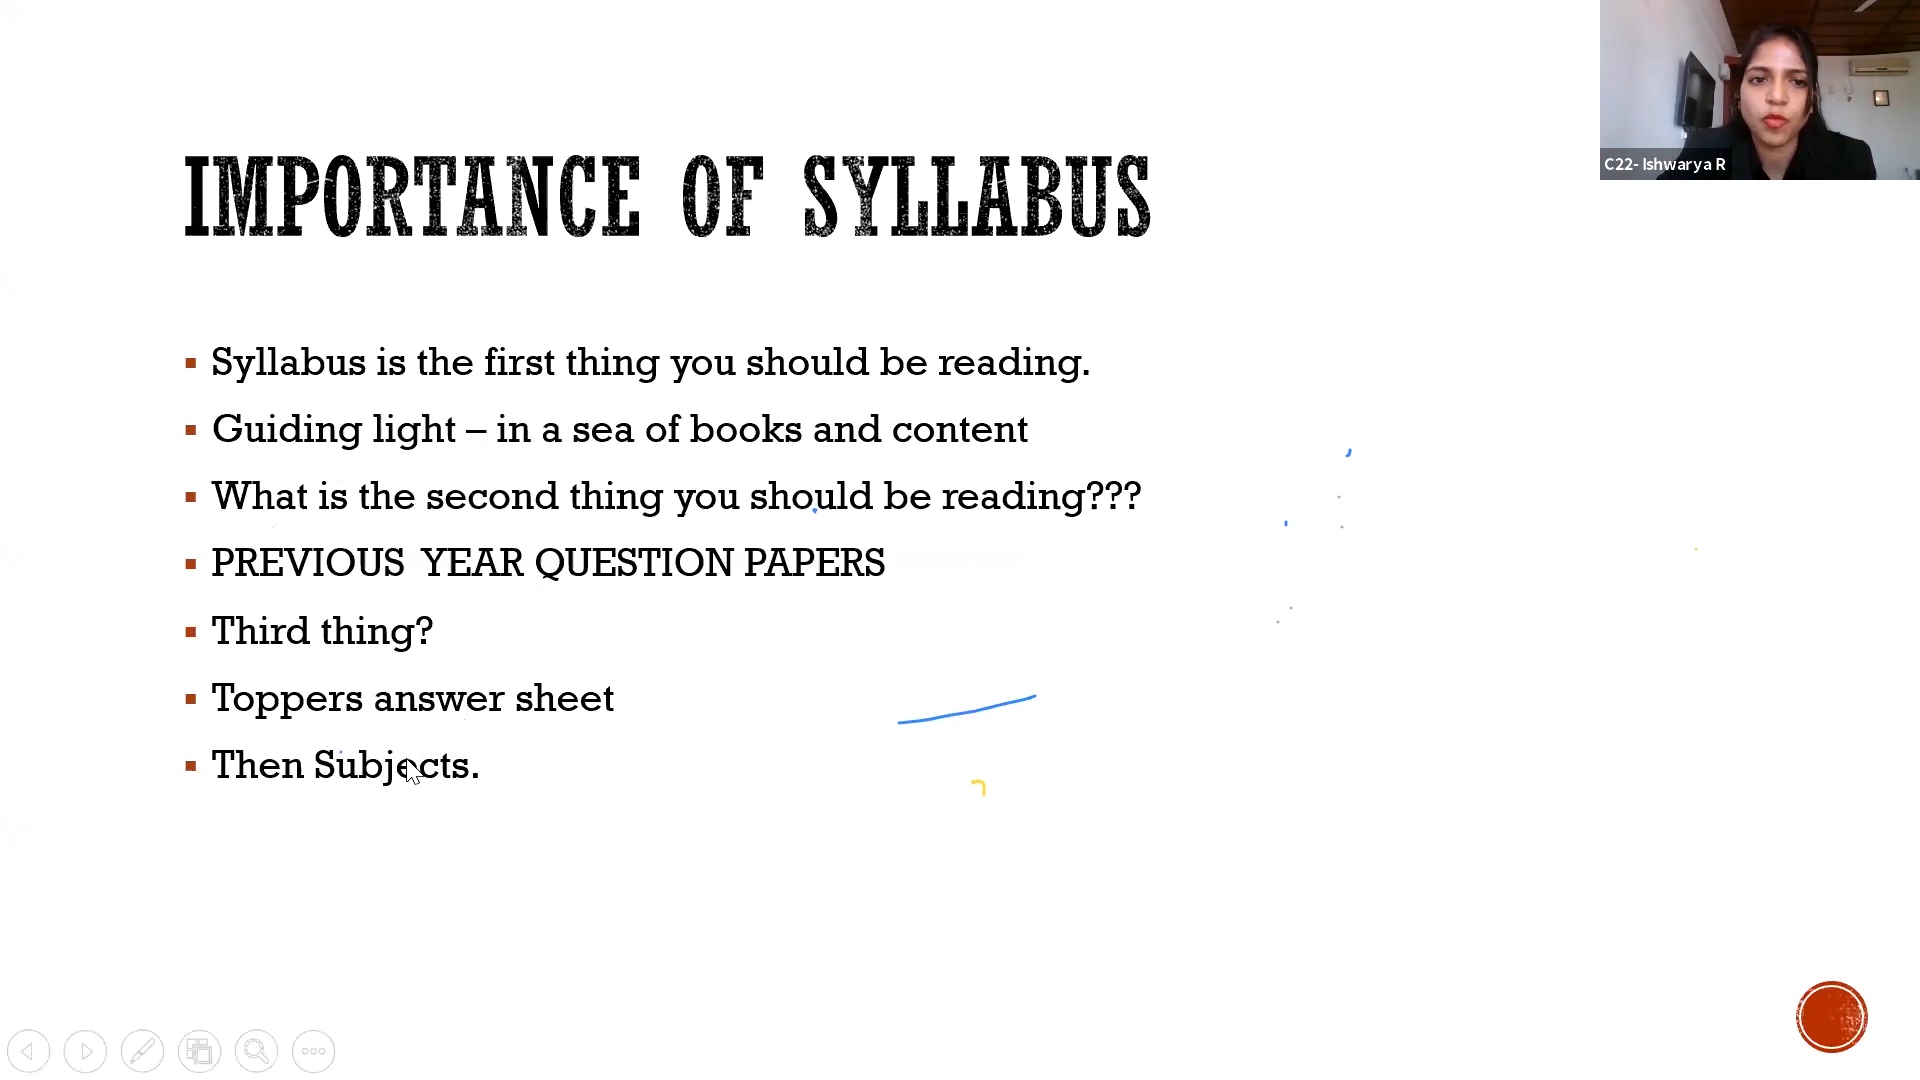 C22- Ishwarya R
IMPORTANCE OF SYLLABUS
Syllabus is the first thing you should be reading.
Guiding light – in a sea of books and content
What is the second thing you should be reading???
PREVIOUS YEAR QUESTION PAPERS
Third thing?
Toppers answer sheet
Then Subjects.